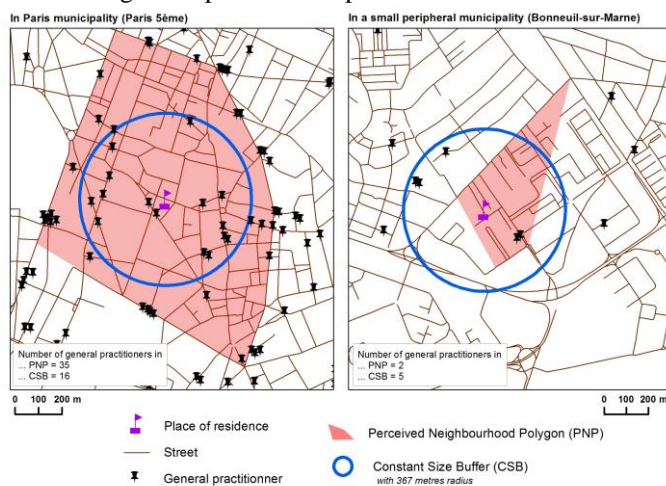 In Paris municipality (Paris 5ème)
In a small peripheral municipality (Bonneuil-sur-Marne)
Number of general practitioners in
... PNP = 35
... CSB = 16
Number of general practitioners in
... PNP = 2
... CSB = 5
0 100 200 m
0 100 200 m
Place of residence
Street
General practitionner
Perceived Neighbourhood Polygon (PNP)
Constant Size Buffer (CSB)
with 367 metres radius